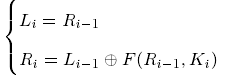 L_i = R_{i-1}
R_i = L_{i-1} ⊕ F(R_{i-1}, K_i)